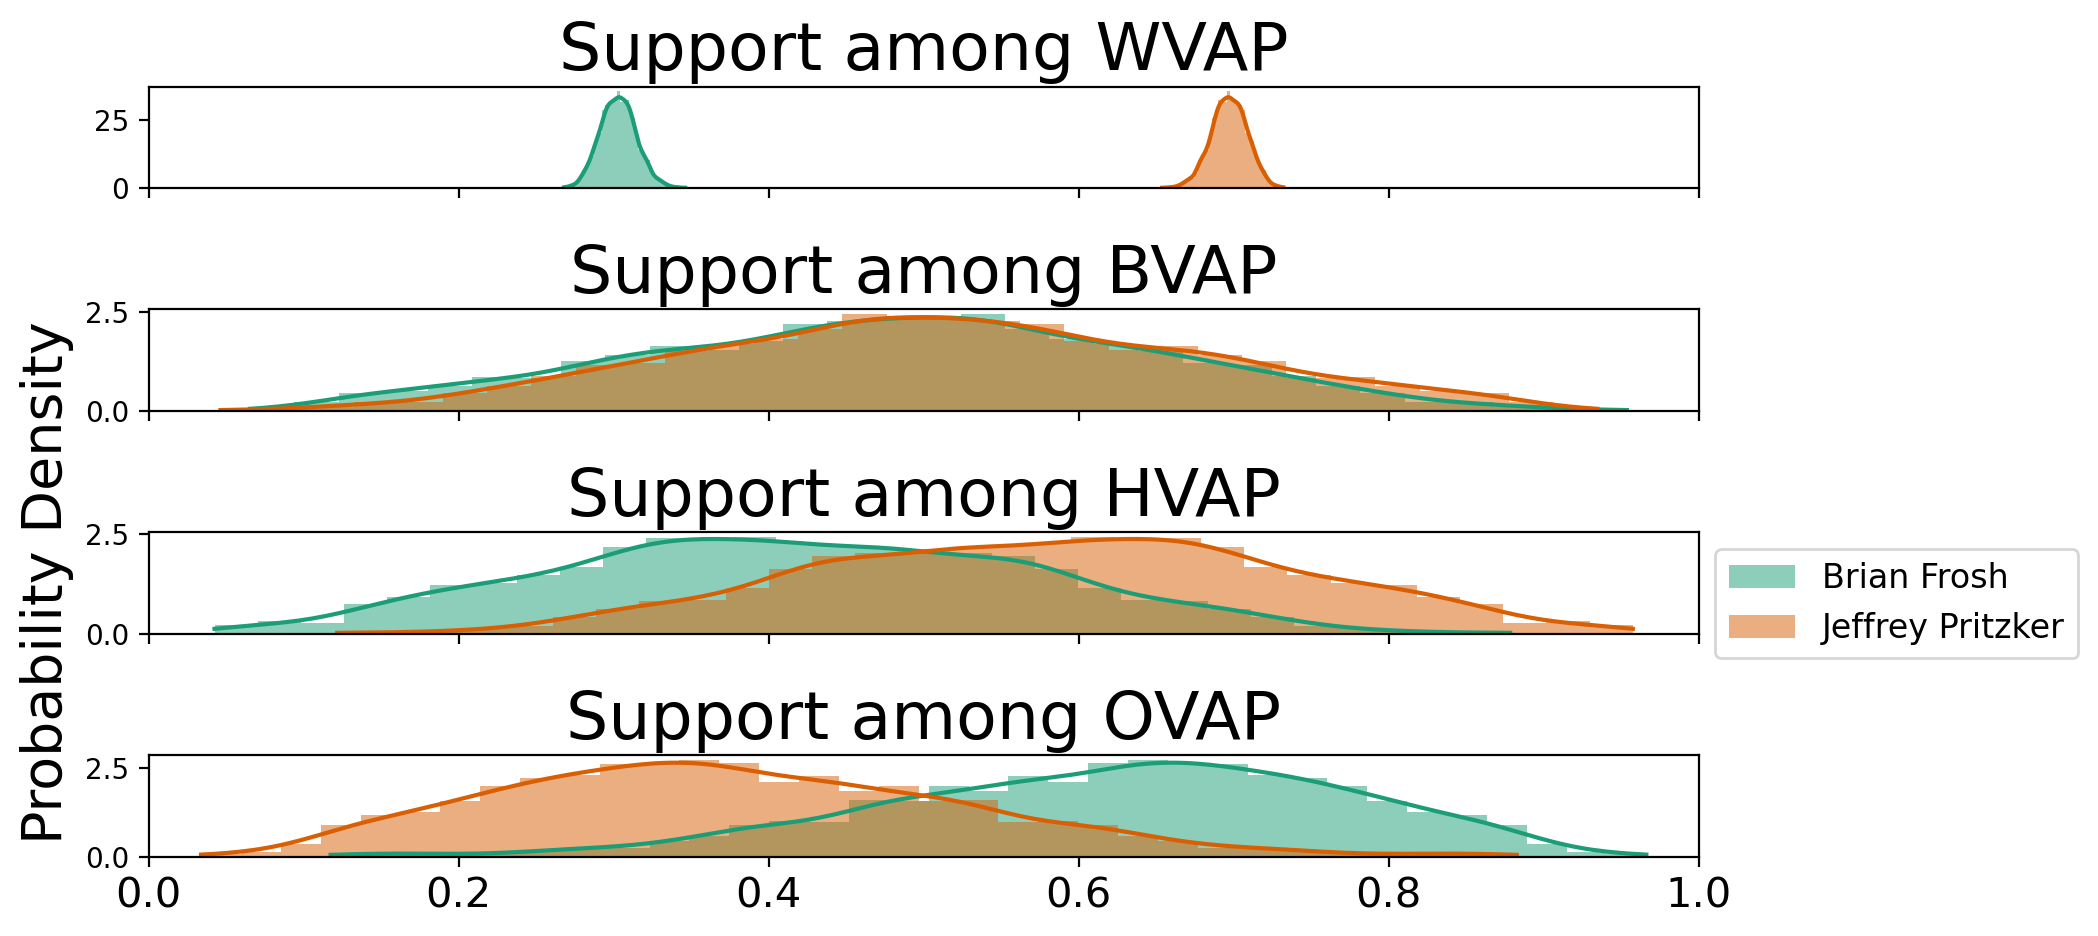 Support among WVAP
25
0
Support among BVAP
2.5
0.0
Support among HVAP
2.5
0.0
Support among OVAP
2.5
0.0
0.0 0.2 0.4 0.6 0.8 1.0
Probability Density
Brian Frosh
Jeffrey Pritzker